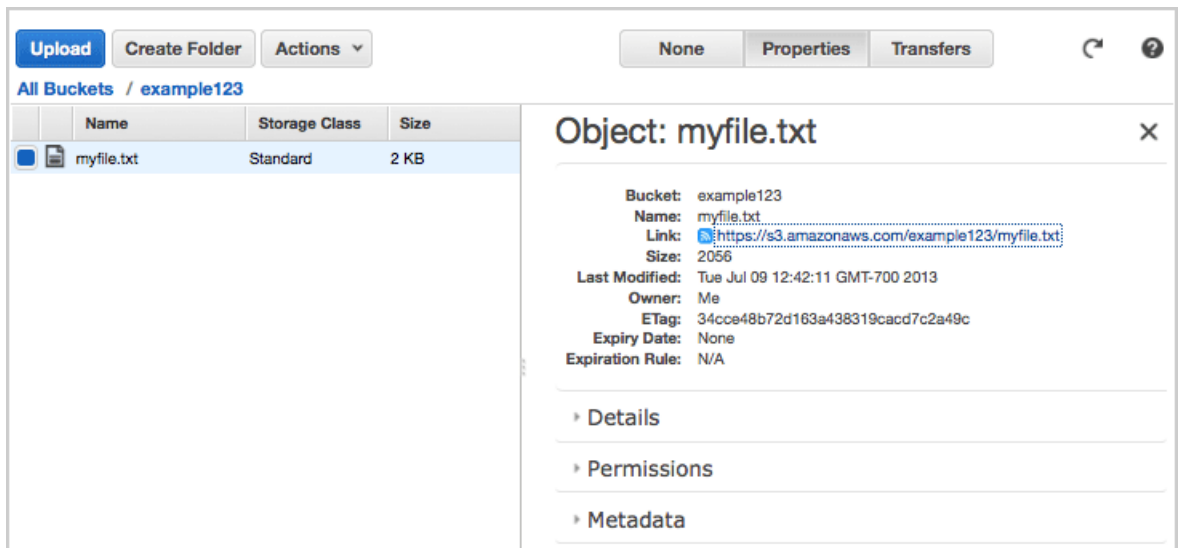 Upload Create Folder Actions None Properties Transfers
All Buckets / example123
Name Storage Class Size
myfile.txt Standard 2 KB
Object: myfile.txt
Bucket: example123
Name: myfile.txt
Link: https://s3.amazonaws.com/example123/myfile.txt
Size: 2056
Last Modified: Tue Jul 09 12:42:11 GMT-700 2013
Owner: Me
ETag: 34cce48b72d163a438319cacd7c2a49c
Expiry Date: None
Expiration Rule: N/A
Details
Permissions
Metadata